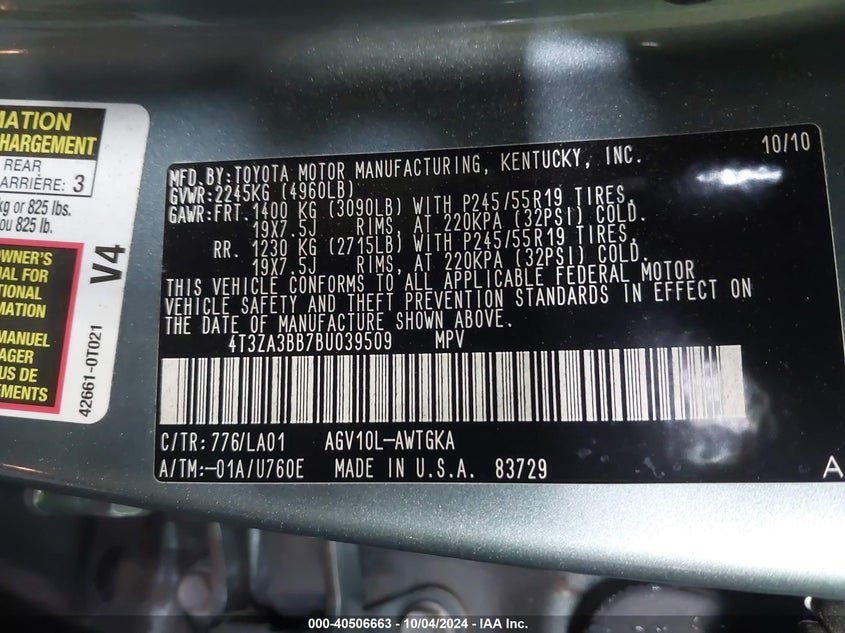 MATION
HARGEMENT
REAR
ARRIÈRE: 3
kg or 825 lbs.
ou 825 lb.
OWNER'S
UAL FOR
TIONAL
RMATION
MANUEL
AGER
US DE
EMENTS
V4
42661-0T021
10/10
MFD.BY:TOYOTA MOTOR MANUFACTURING, KENTUCKY, INC.
GVWR:2245KG (4960LB)
GAWR:FRT.1400 KG (3090LB) WITH P245/55R19 TIRES,
19X7.5J RIMS, AT 220KPA (32PSI) COLD.
RR. 1230 KG (2715LB) WITH P245/55R19 TIRES,
19X7.5J RIMS, AT 220KPA (32PSI) COLD.
THIS VEHICLE CONFORMS TO ALL APPLICABLE FEDERAL MOTOR
VEHICLE SAFETY AND THEFT PREVENTION STANDARDS IN EFFECT ON
THE DATE OF MANUFACTURE SHOWN ABOVE.
4T3ZA3BB7BU039509 MPV
C/TR:776/LA01 AGV10L-AWTGKA
A/TM:-01A/U760E MADE IN U.S.A. 83729
A
000-40506663 - 10/04/2024 - IAA Inc.